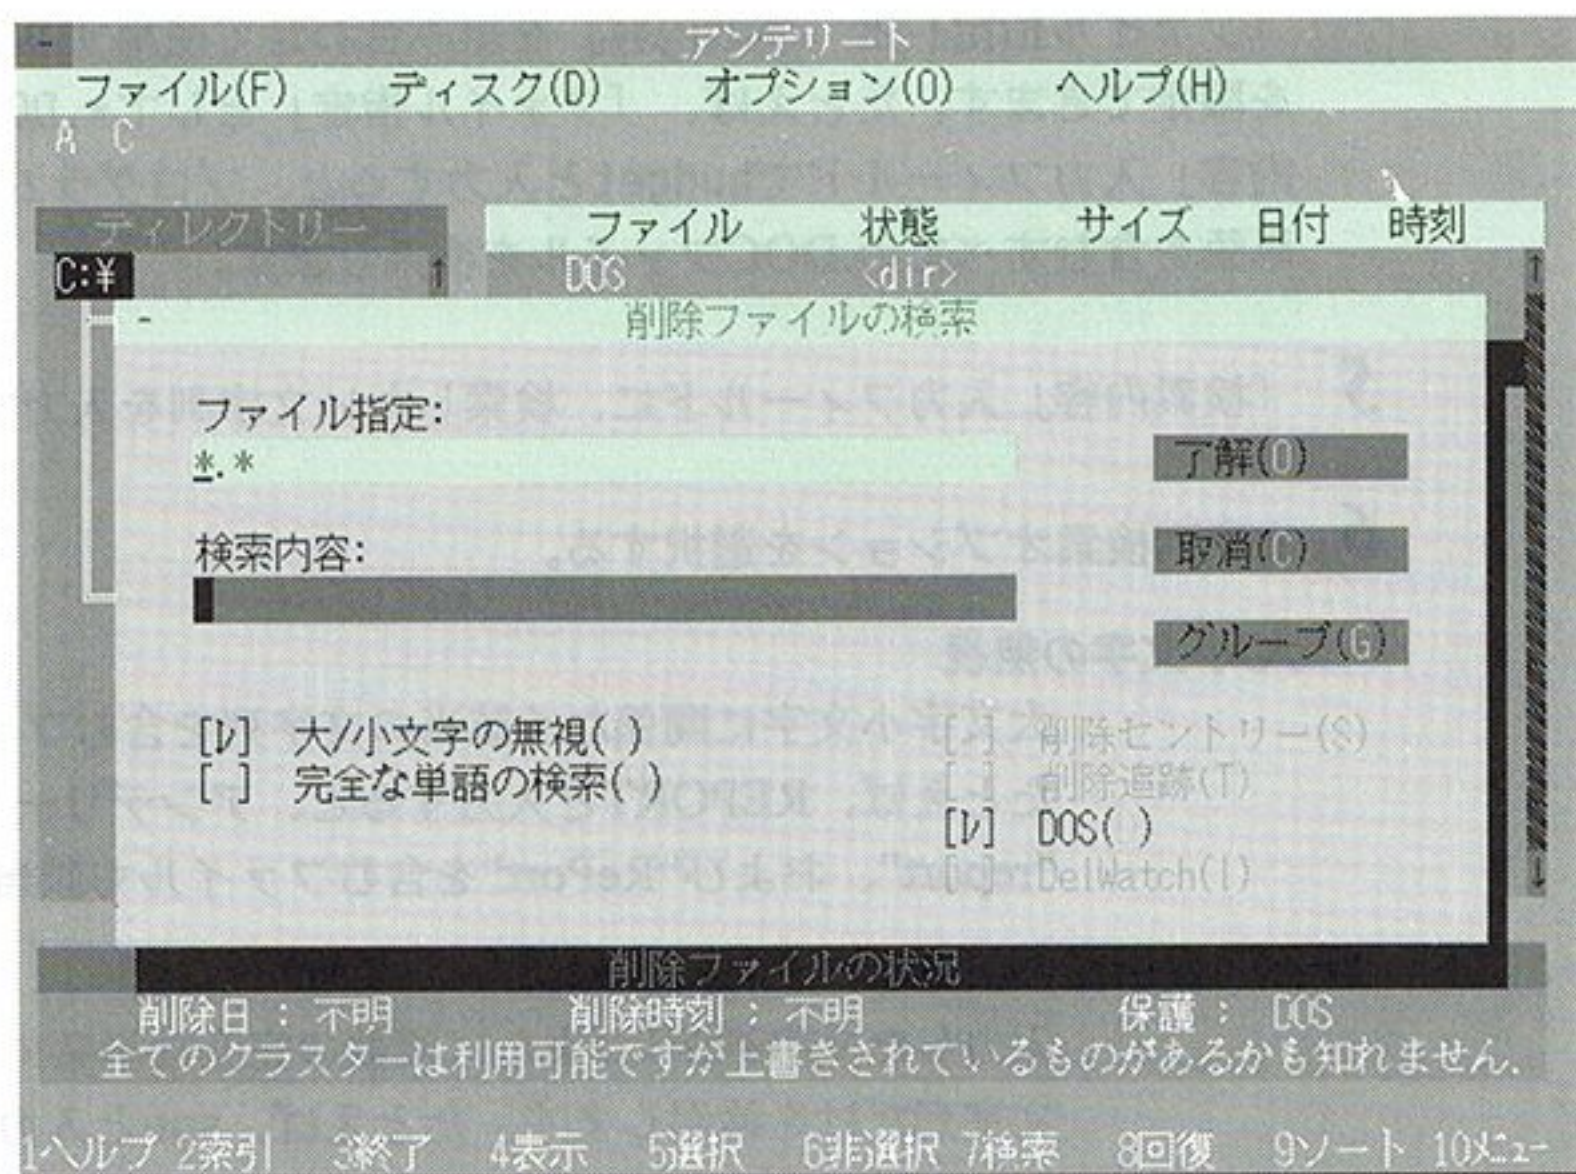 アンデリート
ファイル(F) ディスク(D) オプション(O) ヘルプ(H)
A C
ディレクトリー ファイル 状態 サイズ 日付 時刻
C:¥ DOS <dir>
削除ファイルの検索
ファイル指定:
*.*
了解(O)
検索内容:
取消(C)
グループ(G)
[レ] 大/小文字の無視( ) [ ] 削除セントリー(S)
[ ] 完全な単語の検索( ) [ ] 削除追跡(T)
[レ] DOS( )
[ ] DelWatch(l)
削除ファイルの状況
削除日 : 不明 削除時刻 : 不明 保護 : DOS
全てのクラスターは利用可能ですが上書きされているものがあるかも知れません.
1ヘルプ 2索引 3終了 4表示 5選択 6非選択 7検索 8回復 9ソート 10メニュー